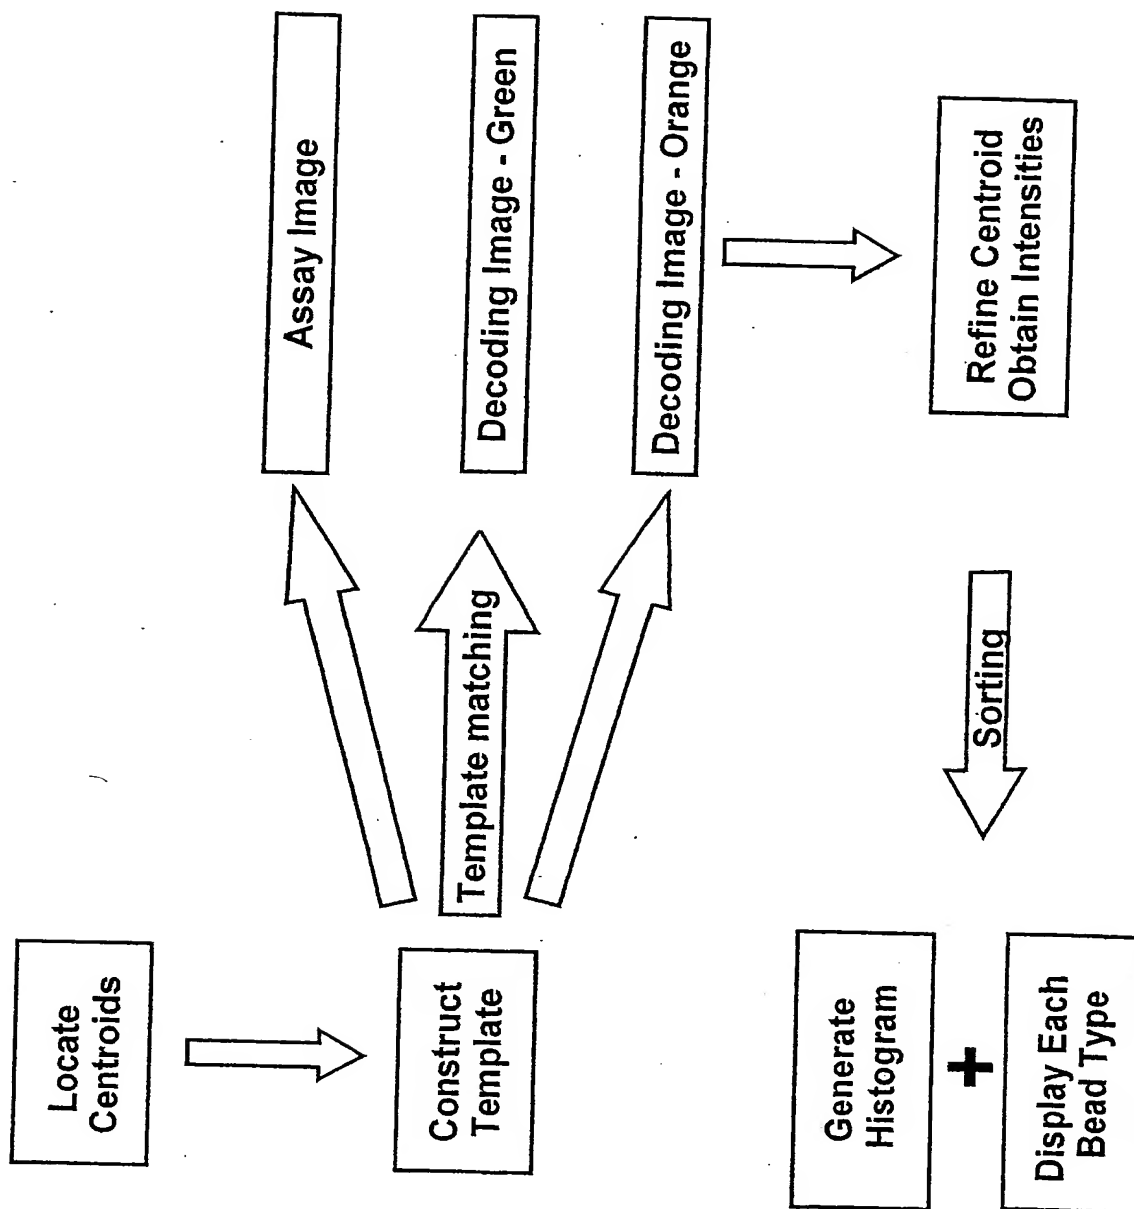 Locate
Centroids
Construct
Template
Template matching
Assay Image
Decoding Image - Green
Decoding Image - Orange
Refine Centroid
Obtain Intensities
Sorting
Generate
Histogram
+
Display Each
Bead Type